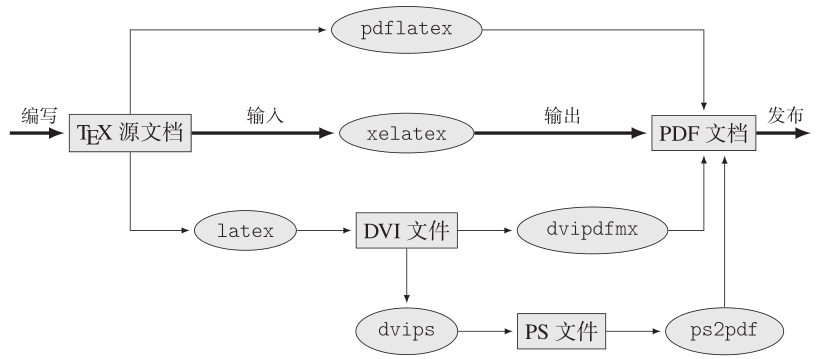 pdflatex
编写
TEX 源文档
输入
xelatex
输出
PDF 文档
发布
latex
DVI 文件
dvipdfmx
dvips
PS 文件
ps2pdf